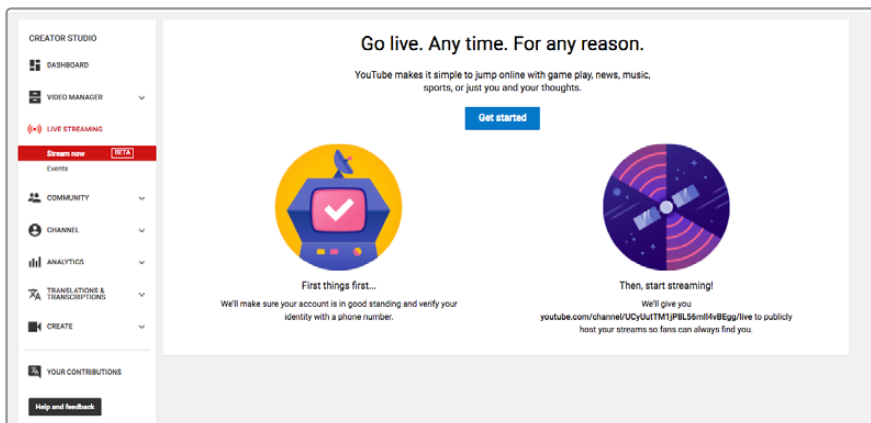 CREATOR STUDIO
DASHBOARD
VIDEO MANAGER
LIVE STREAMING
Stream now BETA
Events
COMMUNITY
CHANNEL
ANALYTICS
TRANSLATIONS &
TRANSCRIPTIONS
CREATE
YOUR CONTRIBUTIONS
Help and feedback
Go live. Any time. For any reason.
YouTube makes it simple to jump online with game play, news, music,
sports, or just you and your thoughts.
Get started
First things first...
We'll make sure your account is in good standing and verify your
identity with a phone number.
Then, start streaming!
We'll give you
youtube.com/channel/UCyUutTM1jP8L56mIl4vBEgg/live to publicly
host your streams so fans can always find you.